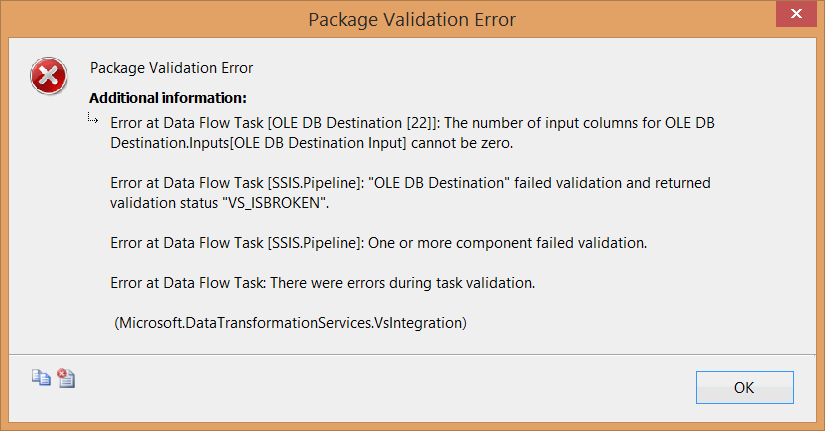 Package Validation Error
Package Validation Error
Additional information:
Error at Data Flow Task [OLE DB Destination [22]]: The number of input columns for OLE DB
Destination.Inputs[OLE DB Destination Input] cannot be zero.
Error at Data Flow Task [SSIS.Pipeline]: "OLE DB Destination" failed validation and returned
validation status "VS_ISBROKEN".
Error at Data Flow Task [SSIS.Pipeline]: One or more component failed validation.
Error at Data Flow Task: There were errors during task validation.
(Microsoft.DataTransformationServices.VsIntegration)
OK